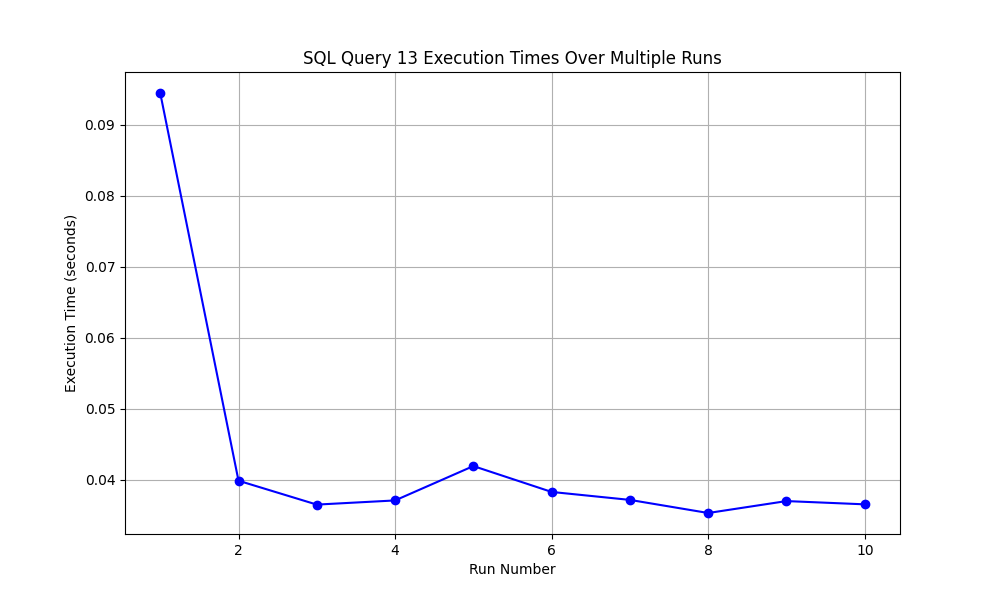 SQL Query 13 Execution Times Over Multiple Runs
Execution Time (seconds)
0.09
0.08
0.07
0.06
0.05
0.04
2 4 6 8 10
Run Number